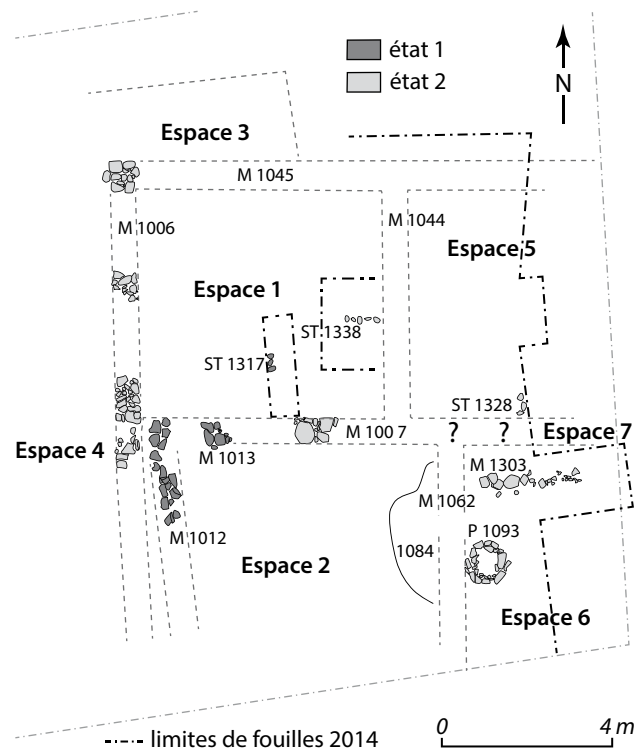 état 1
état 2
N
Espace 3
M 1045
M 1006
M 1044
Espace 5
Espace 1
ST 1338
ST 1317
ST 1328
Espace 4
M 100 7
? ?
Espace 7
M 1013
M 1303
M 1062
M 1012
1084
P 1093
Espace 2
Espace 6
limites de fouilles 2014
0 4 m